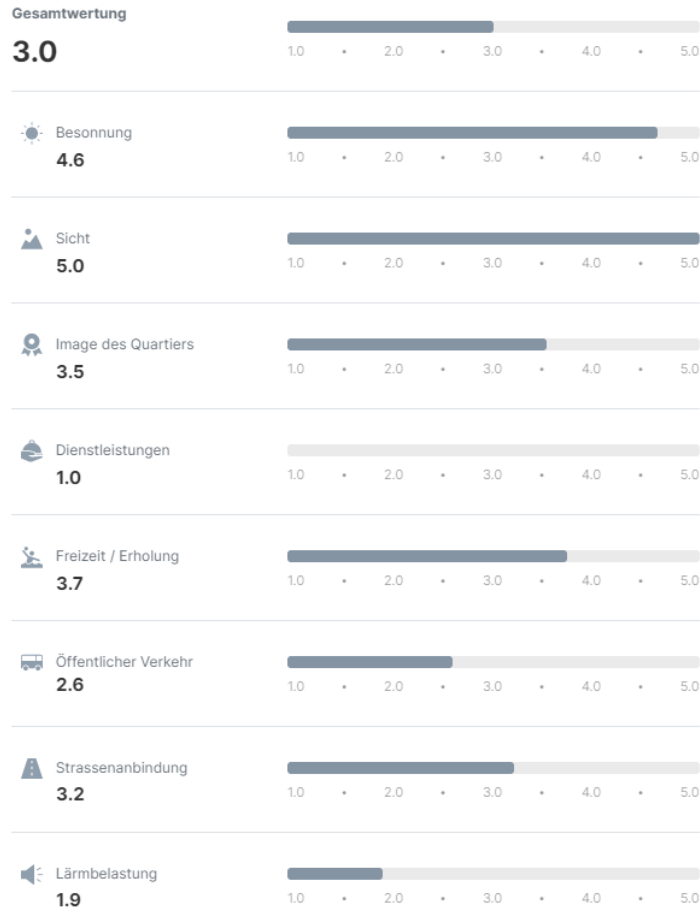 Gesamtwertung
3.0
1.0 • 2.0 • 3.0 • 4.0 • 5.0
Besonnung
4.6
1.0 • 2.0 • 3.0 • 4.0 • 5.0
Sicht
5.0
1.0 • 2.0 • 3.0 • 4.0 • 5.0
Image des Quartiers
3.5
1.0 • 2.0 • 3.0 • 4.0 • 5.0
Dienstleistungen
1.0
1.0 • 2.0 • 3.0 • 4.0 • 5.0
Freizeit / Erholung
3.7
1.0 • 2.0 • 3.0 • 4.0 • 5.0
Öffentlicher Verkehr
2.6
1.0 • 2.0 • 3.0 • 4.0 • 5.0
Strassenanbindung
3.2
1.0 • 2.0 • 3.0 • 4.0 • 5.0
Lärmbelastung
1.9
1.0 • 2.0 • 3.0 • 4.0 • 5.0